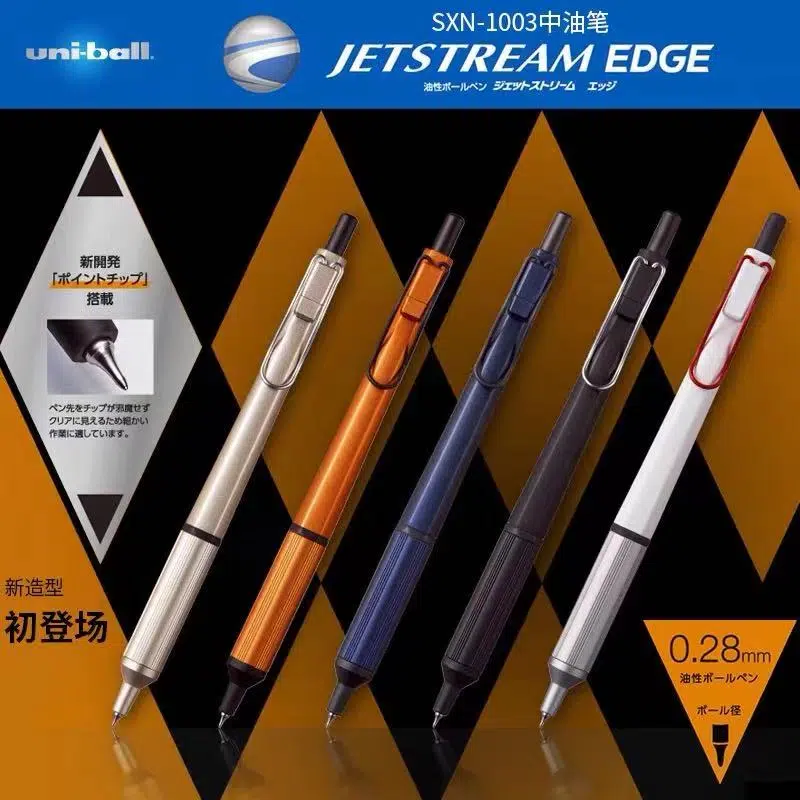 uni-ball
SXN-1003中油笔
JETSTREAM EDGE
油性ボールペン ジェットストリーム エッジ
新開発
「ポイントチップ」
搭載
ペン先をチップが邪魔せず
クリアに見えるため細かい
作業に適しています。
新造型
初登场
0.28mm
油性ボールペン
ボール径